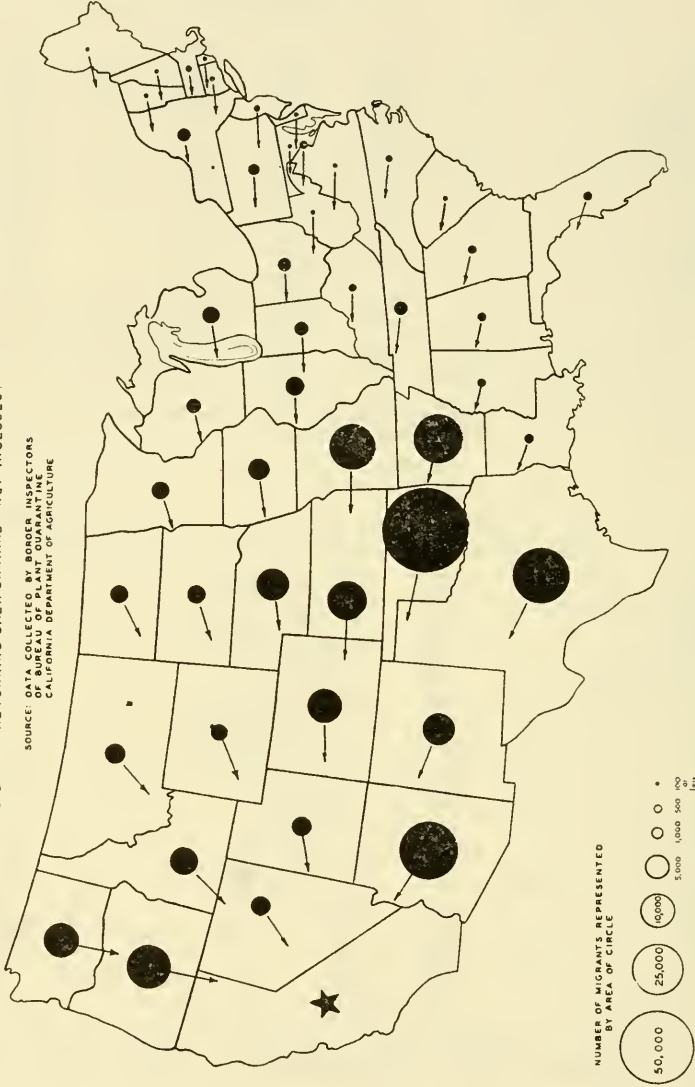 SOURCE: DATA COLLECTED BY BORDER INSPECTORS
OF BUREAU OF PLANT QUARANTINE
CALIFORNIA DEPARTMENT OF AGRICULTURE
NUMBER OF MIGRANTS REPRESENTED
BY AREA OF CIRCLE
50,000 25,000 10,000 5,000 1,000 500 100
or